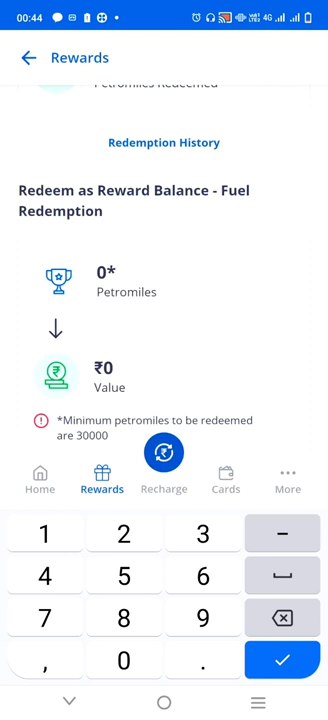 00:44
4G
Rewards
Petromiles Redeemed
Redemption History
Redeem as Reward Balance - Fuel
Redemption
0*
Petromiles
₹0
Value
*Minimum petromiles to be redeemed
are 30000
Home
Rewards
Recharge
Cards
More
1 2 3 -
4 5 6
7 8 9
, 0 .